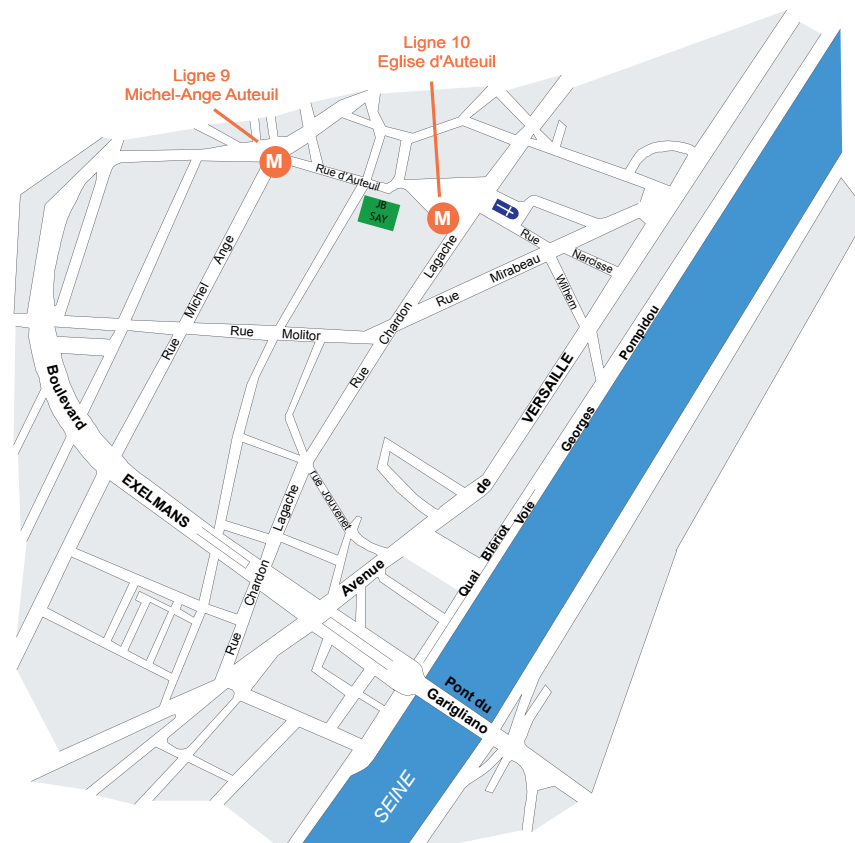 Ligne 10
Eglise d'Auteuil
Ligne 9
Michel-Ange Auteuil
M
Rue d'Auteuil
JB
SAY
M
Rue Narcisse
Wilhem
Rue Mirabeau
Rue Michel Ange
Rue Molitor
Rue Chardon Lagache
Boulevard EXELMANS
rue Jouvenet
Rue Chardon Lagache
Avenue de VERSAILLE
Quai Blériot
Voie Georges Pompidou
Pont du
Garigliano
SEINE